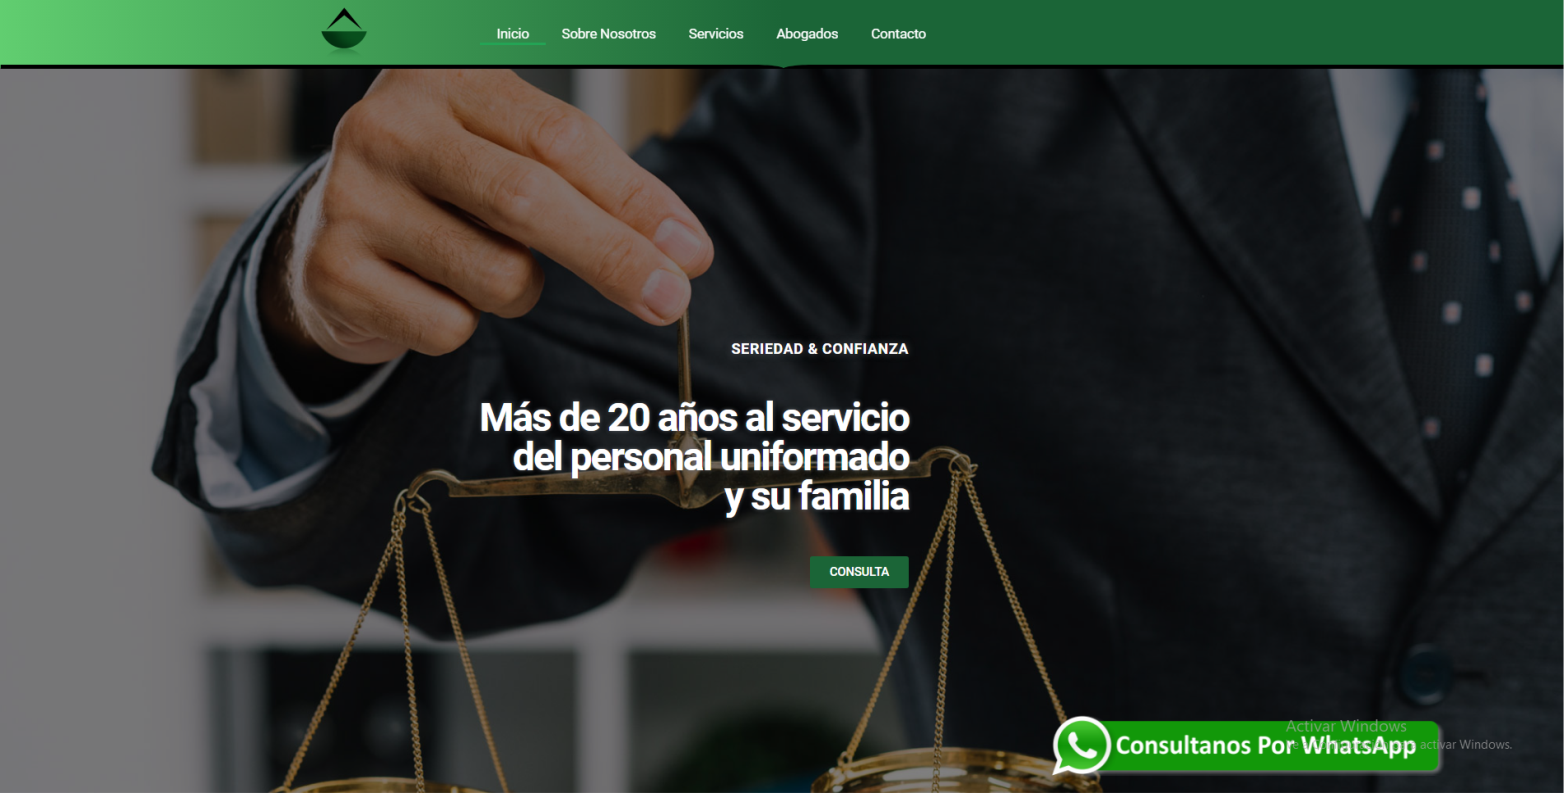 Inicio Sobre Nosotros Servicios Abogados Contacto
SERIEDAD & CONFIANZA
Más de 20 años al servicio
del personal uniformado
y su familia
CONSULTA
Activar Windows
Consultanos Por WhatsApp
activar Windows.